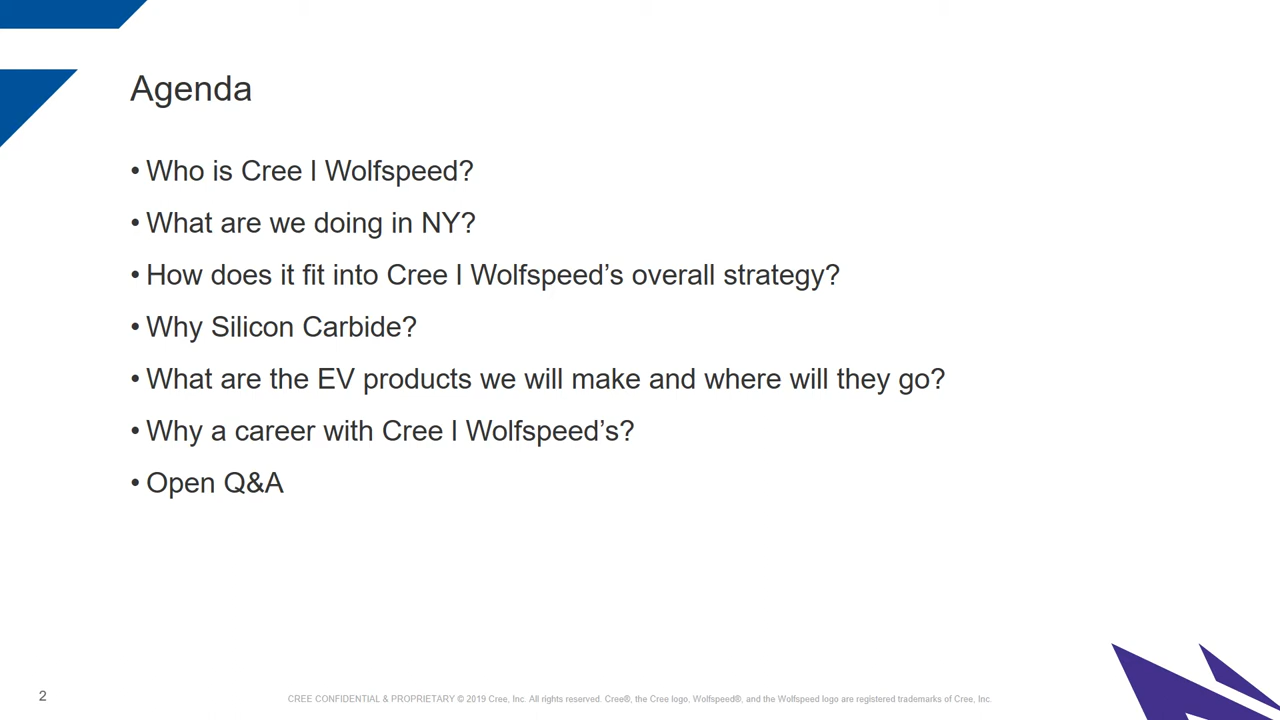 Agenda
• Who is Cree l Wolfspeed?
• What are we doing in NY?
• How does it fit into Cree l Wolfspeed’s overall strategy?
• Why Silicon Carbide?
• What are the EV products we will make and where will they go?
• Why a career with Cree l Wolfspeed’s?
• Open Q&A
2
CREE CONFIDENTIAL & PROPRIETARY © 2019 Cree, Inc. All rights reserved. Cree®, the Cree logo, Wolfspeed®, and the Wolfspeed logo are registered trademarks of Cree, Inc.